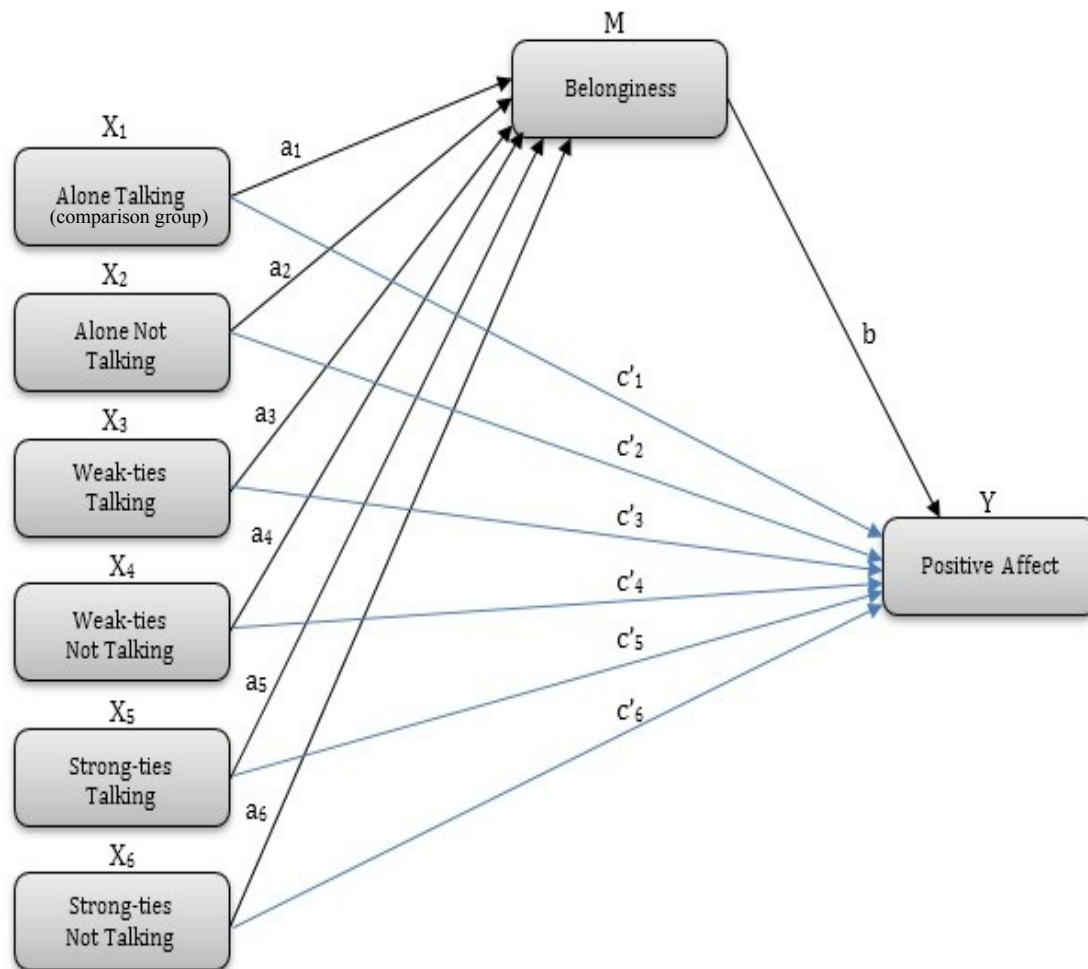 M
Belonginess
X₁
a₁
Alone Talking
(comparison group)
X₂
a₂
Alone Not
Talking
b
c'₁
X₃
a₃
c'₂
Weak-ties
Talking
c'₃
Y
X₄
a₄
c'₄
Positive Affect
Weak-ties
Not Talking
c'₅
X₅
a₅
c'₆
Strong-ties
Talking
a₆
X₆
Strong-ties
Not Talking